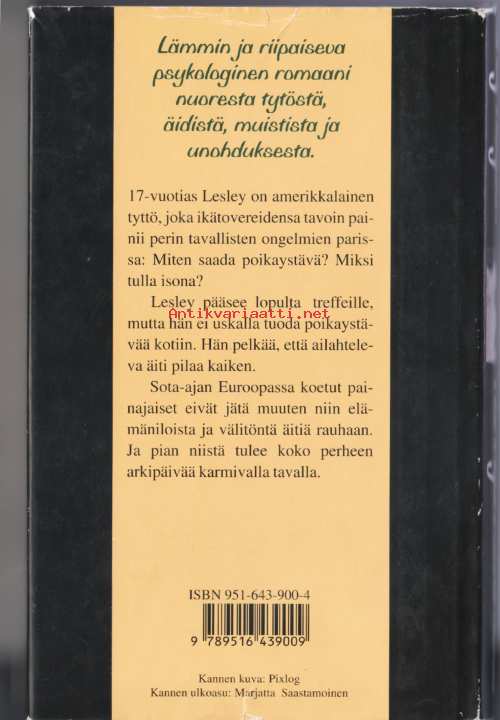 Lämmin ja riipaiseva
psykologinen romaani
nuoresta tytöstä,
äidistä, muistista ja
unohduksesta.
17-vuotias Lesley on amerikkalainen
tyttö, joka ikätovereidensa tavoin pai-
nii perin tavallisten ongelmien paris-
sa: Miten saada poikaystävä? Miksi
tulla isona?
Antikvariaatti.net
Lesley pääsee lopulta treffeille,
mutta hän ei uskalla tuoda poikaystä-
vää kotiin. Hän pelkää, että ailahtele-
va äiti pilaa kaiken.
Sota-ajan Euroopassa koetut pai-
najaiset eivät jätä muuten niin elä-
mäniloista ja välitöntä äitiä rauhaan.
Ja pian niistä tulee koko perheen
arkipäivää karmivalla tavalla.
ISBN 951-643-900-4
9 789516 439009
Kannen kuva: Pixlog
Kannen ulkoasu: Marjatta Saastamoinen